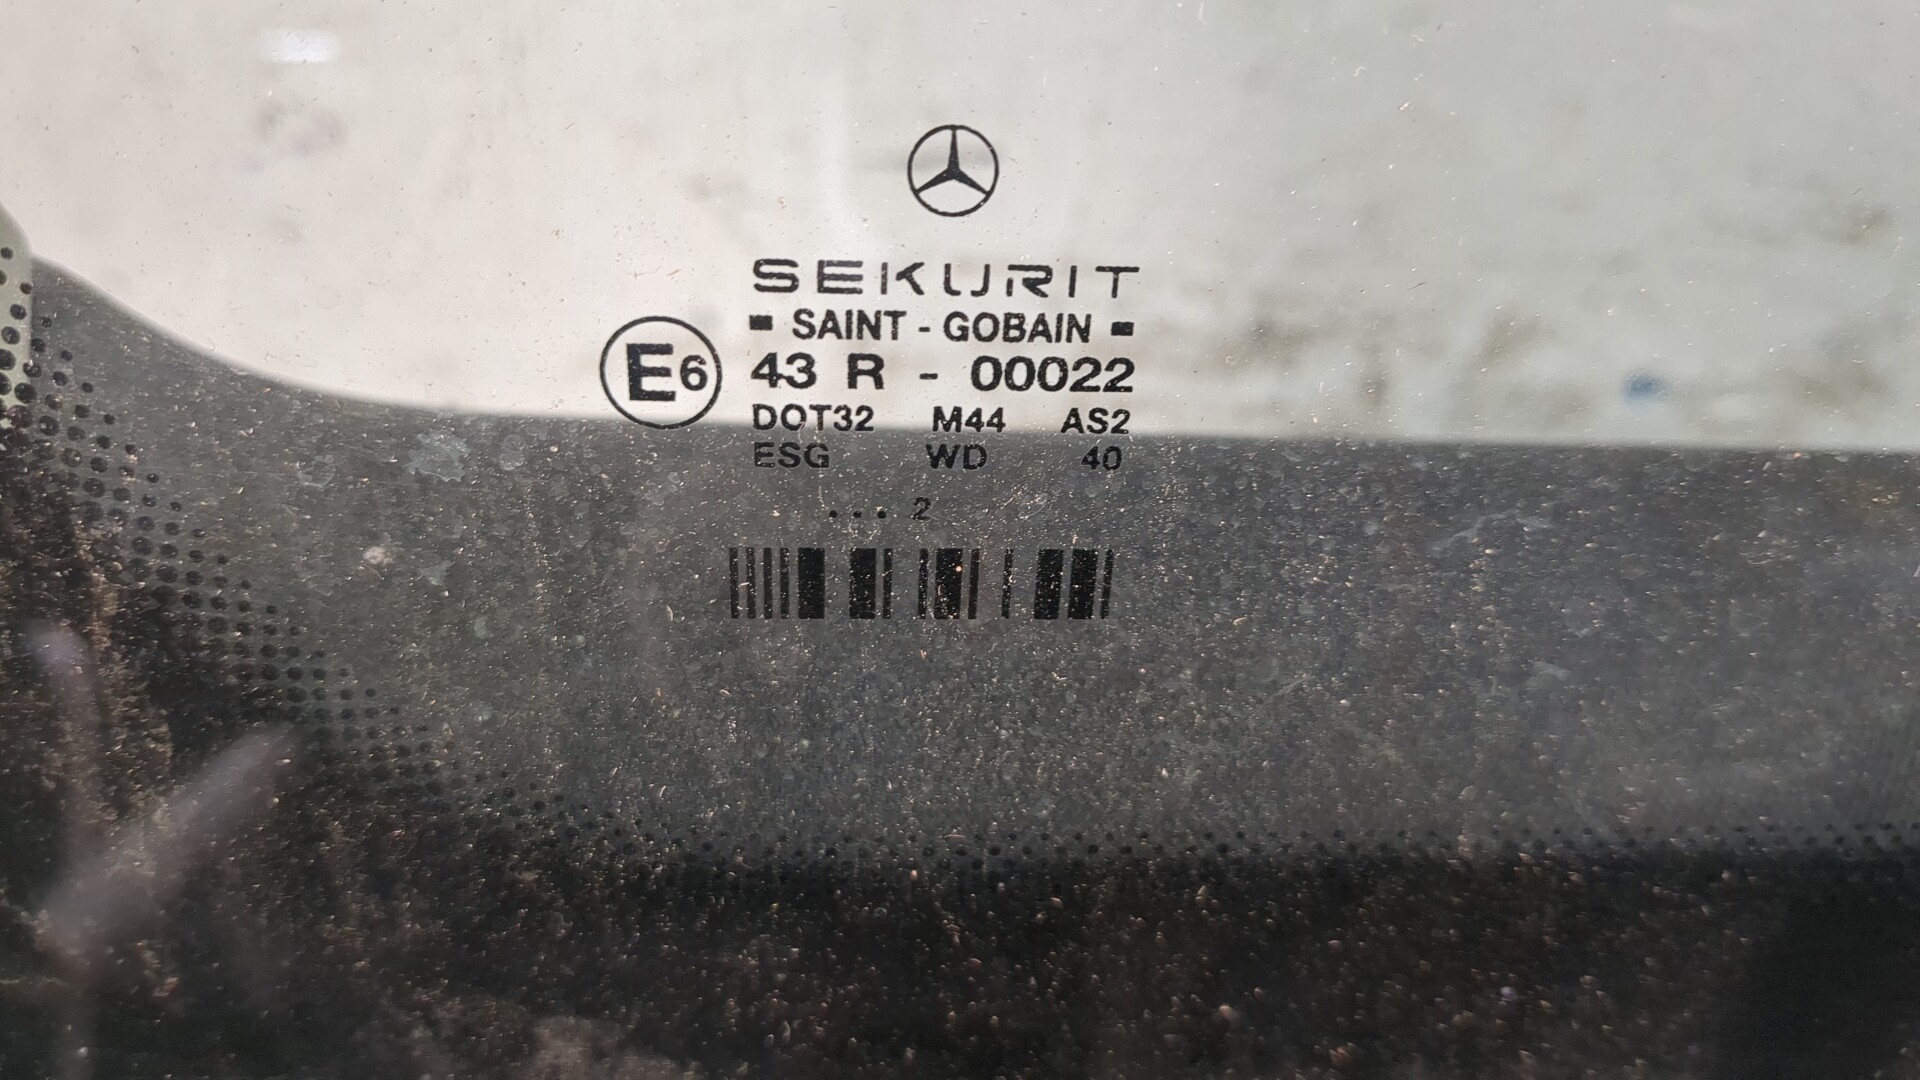 SEKURIT
SAINT - GOBAIN
E6 43 R - 00022
DOT32 M44 AS2
ESG WD 40
... 2